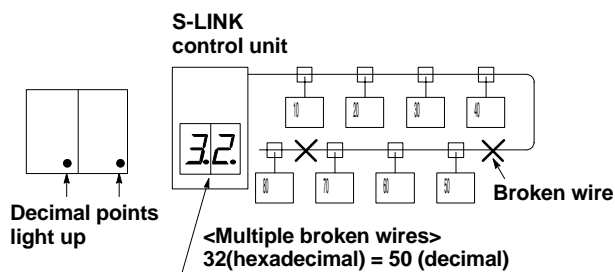 S-LINK
control unit
10
20
30
40
3.2.
80
70
60
50
Broken wire
Decimal points
light up
<Multiple broken wires>
32(hexadecimal) = 50 (decimal)